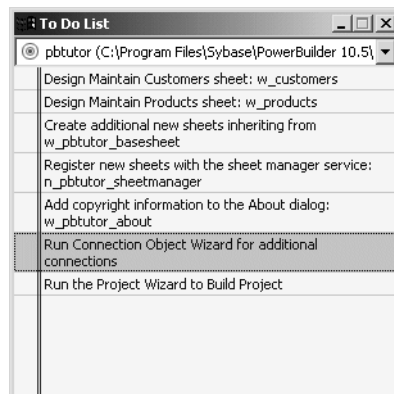 To Do List
pbtutor (C:\Program Files\Sybase\PowerBuilder 10.5\
Design Maintain Customers sheet: w_customers
Design Maintain Products sheet: w_products
Create additional new sheets inheriting from
w_pbtutor_basesheet
Register new sheets with the sheet manager service:
n_pbtutor_sheetmanager
Add copyright information to the About dialog:
w_pbtutor_about
Run Connection Object Wizard for additional
connections
Run the Project Wizard to Build Project